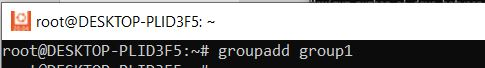 root@DESKTOP-PLID3F5: ~
root@DESKTOP-PLID3F5:~# groupadd group1